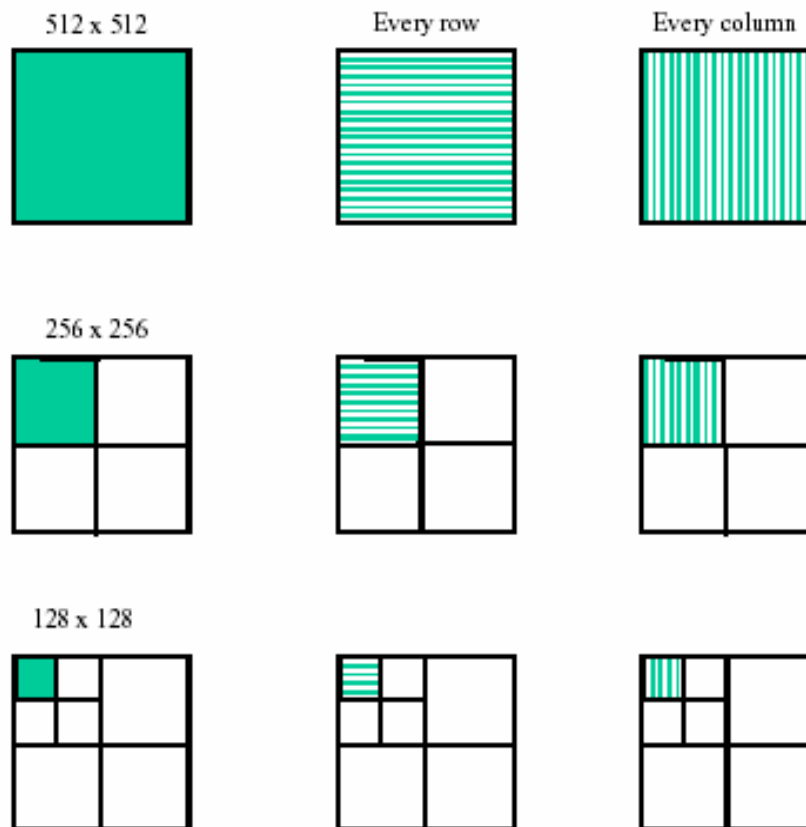 512 x 512
Every row
Every column
256 x 256
128 x 128